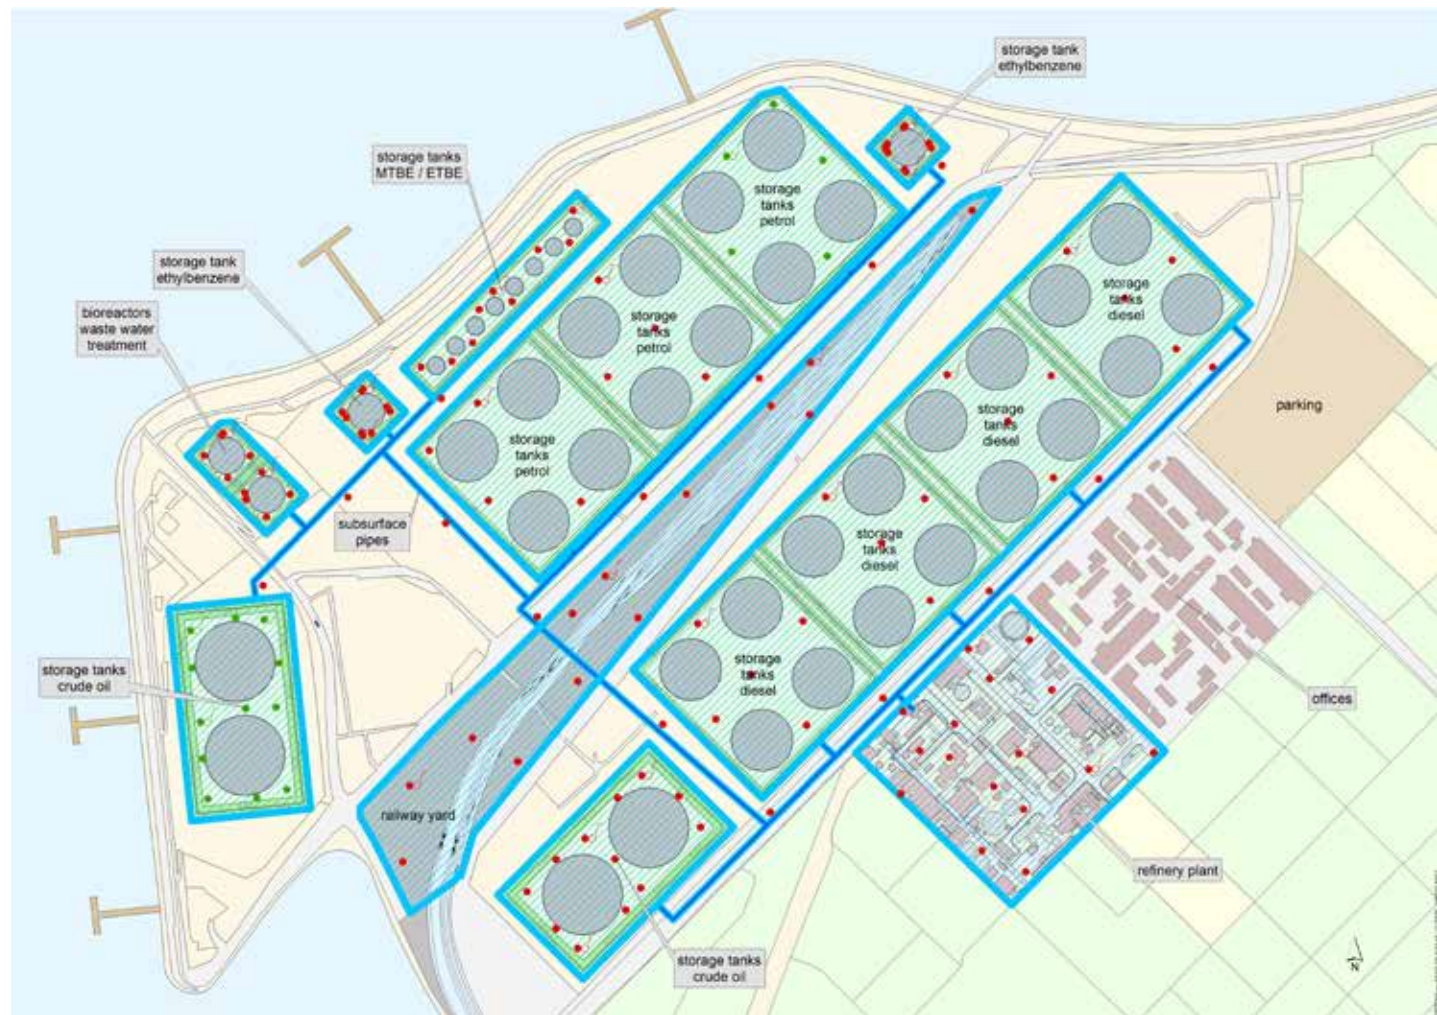 storage tank
ethylbenzene
storage tanks
MTBE / ETBE
storage
tanks
petrol
storage tank
ethylbenzene
storage
tanks
diesel
bioreactors
waste water
treatment
storage
tanks
petrol
storage
tanks
diesel
parking
storage
tanks
petrol
subsurface
pipes
storage
tanks
diesel
storage tanks
crude oil
storage
tanks
diesel
offices
railway yard
refinery plant
storage tanks
crude oil
N